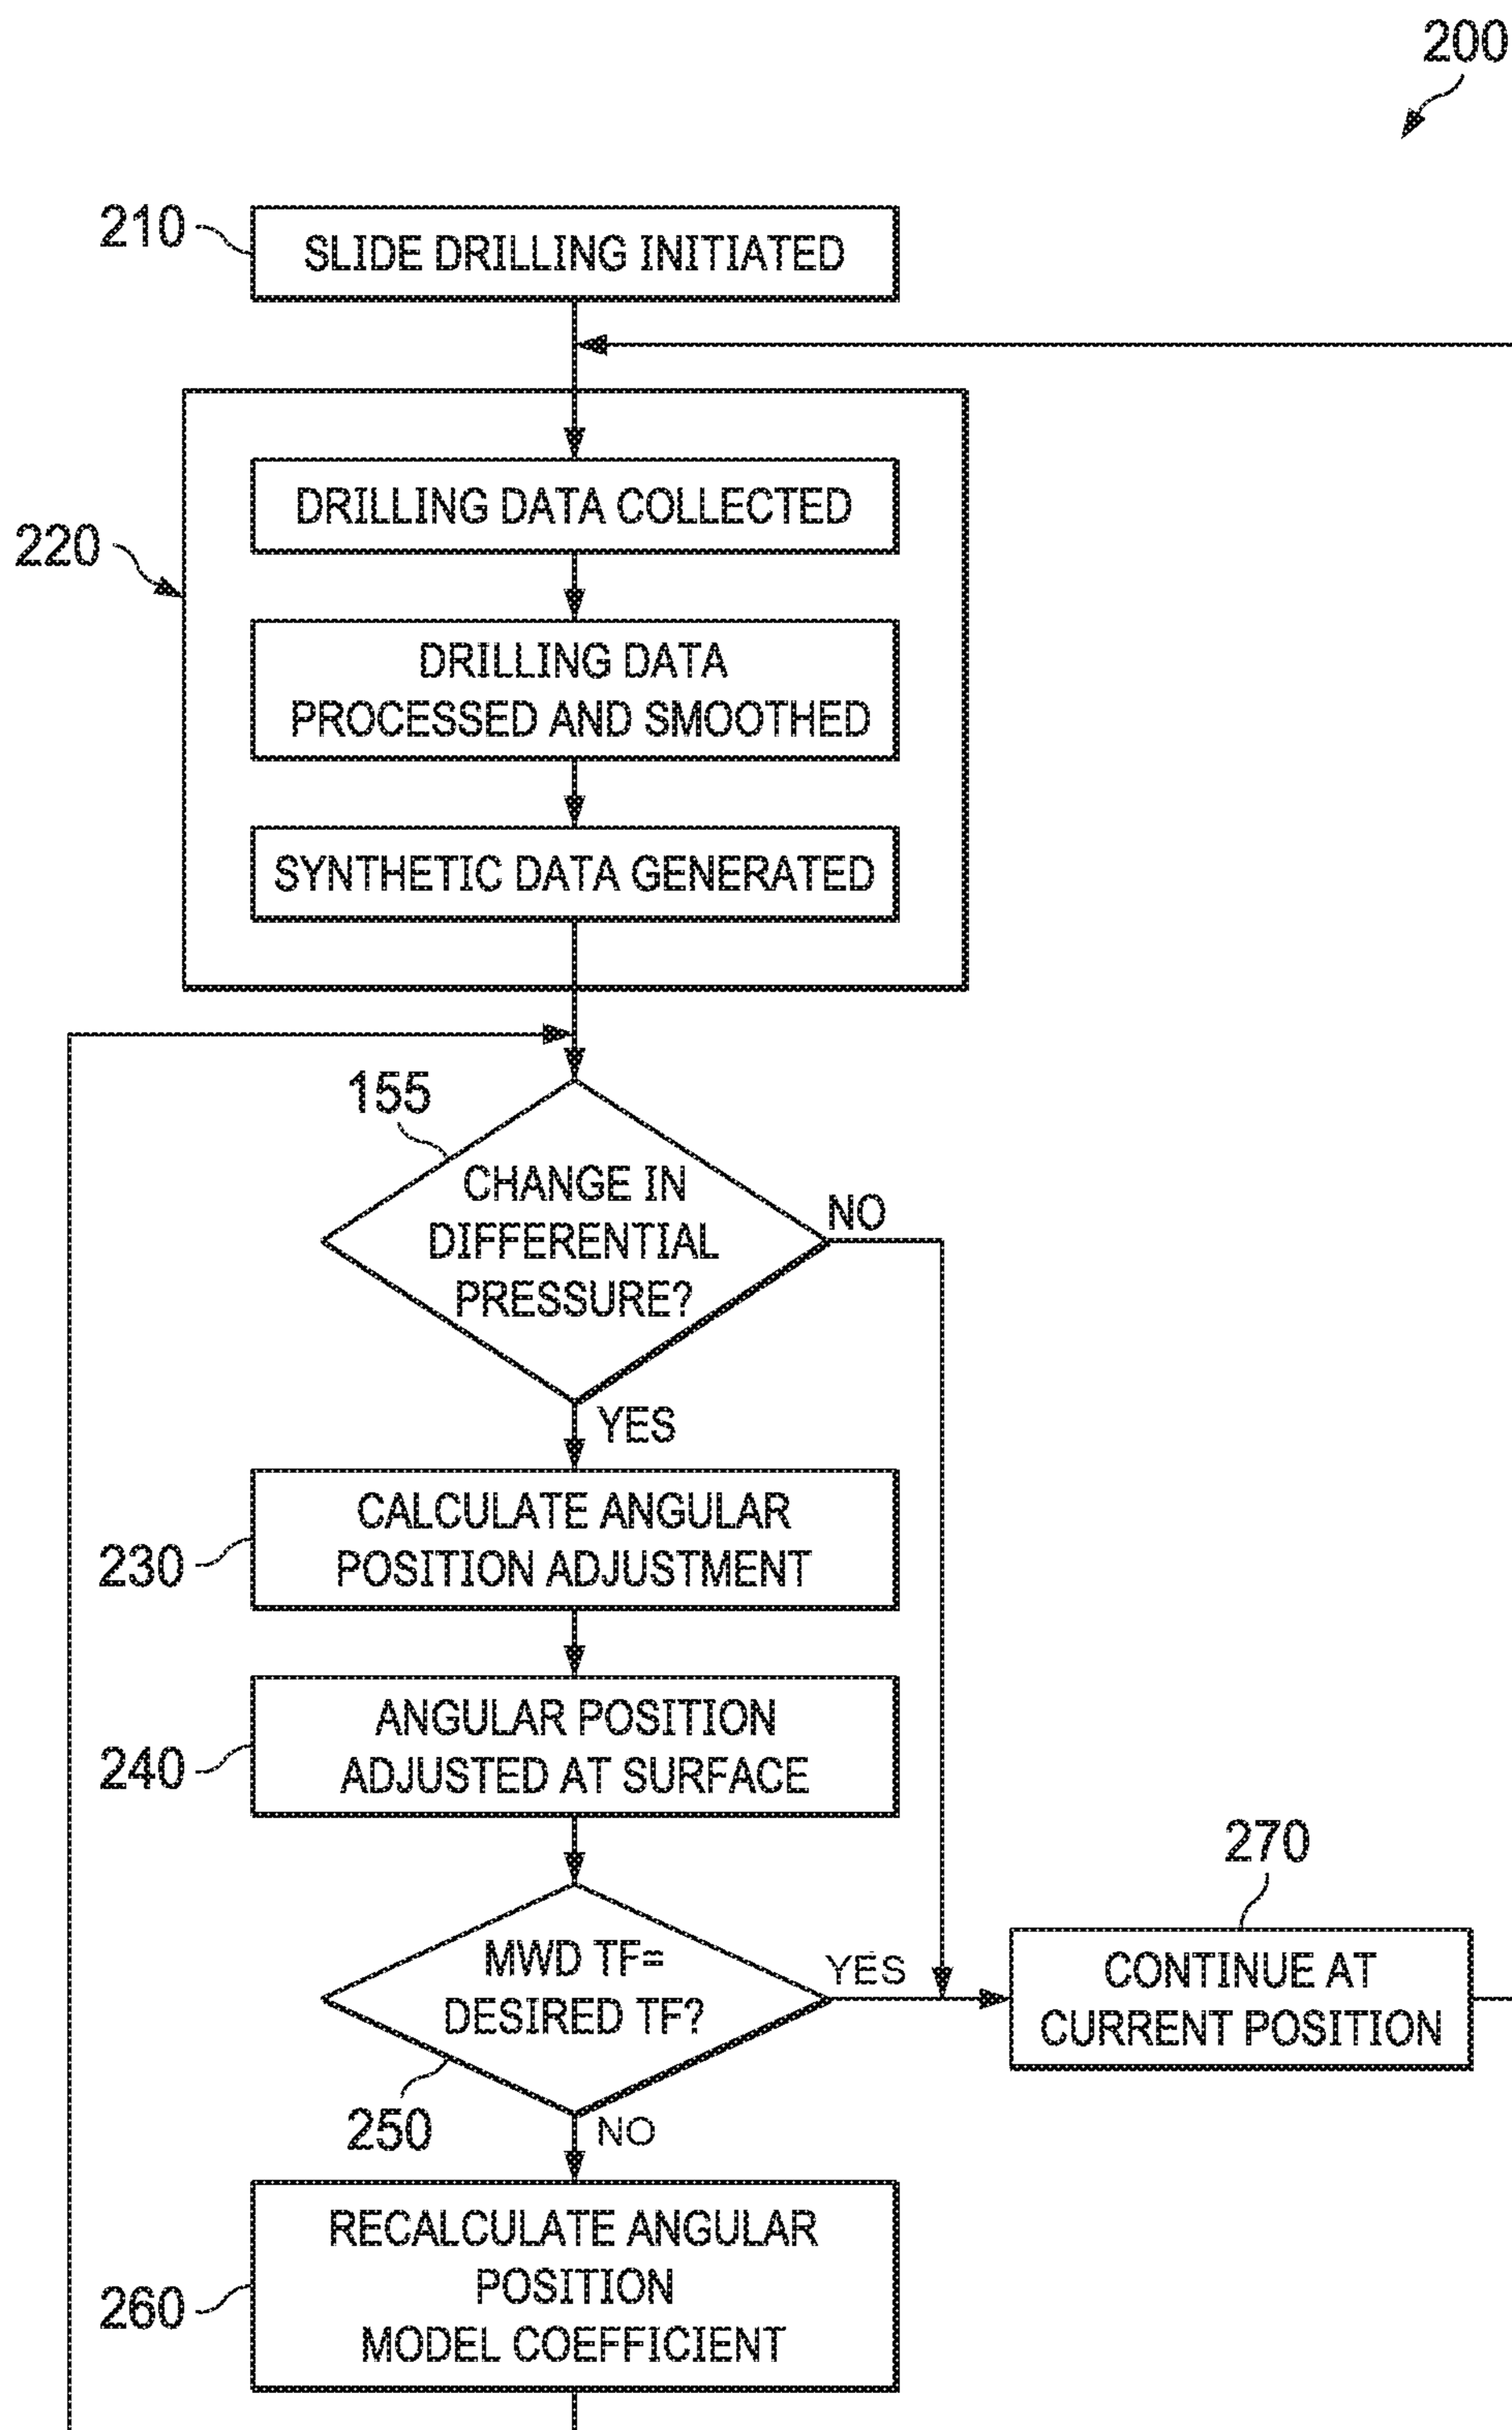 200
210
SLIDE DRILLING INITIATED
220
DRILLING DATA COLLECTED
DRILLING DATA
PROCESSED AND SMOOTHED
SYNTHETIC DATA GENERATED
155
CHANGE IN
DIFFERENTIAL
PRESSURE?
NO
YES
230
CALCULATE ANGULAR
POSITION ADJUSTMENT
240
ANGULAR POSITION
ADJUSTED AT SURFACE
250
MWD TF=
DESIRED TF?
YES
270
CONTINUE AT
CURRENT POSITION
NO
260
RECALCULATE ANGULAR
POSITION
MODEL COEFFICIENT